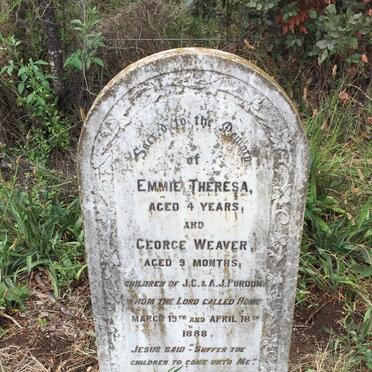 Sacred to the Memory
of
EMMIE THERESA,
AGED 4 YEARS,
AND
GEORGE WEAVER,
AGED 9 MONTHS,
CHILDREN OF J.C. & A.J. PURDON
WHOM THE LORD CALLED HOME
MARCH 19TH AND APRIL 18TH
1888.
JESUS SAID "SUFFER THE
CHILDREN TO COME UNTO ME"